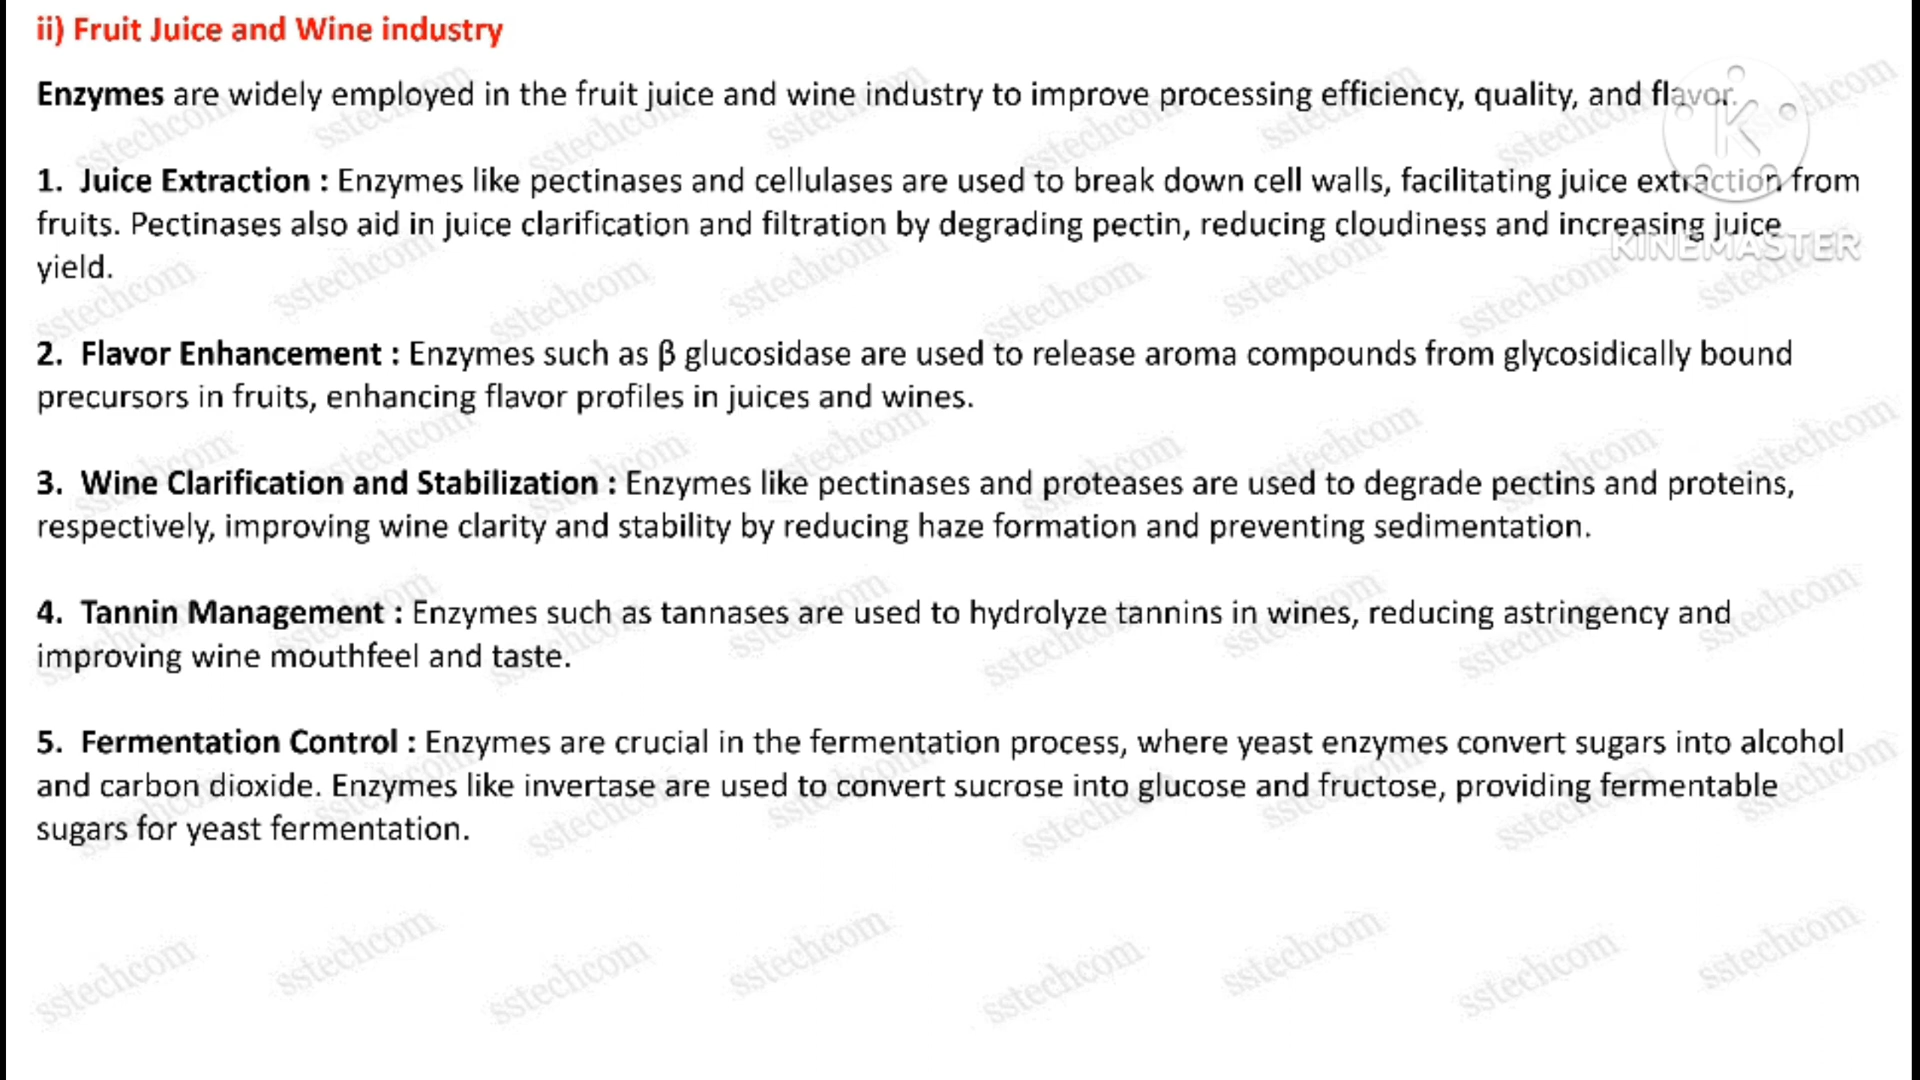 ii) Fruit Juice and Wine industry
Enzymes are widely employed in the fruit juice and wine industry to improve processing efficiency, quality, and flavor.
1. Juice Extraction : Enzymes like pectinases and cellulases are used to break down cell walls, facilitating juice extraction from
fruits. Pectinases also aid in juice clarification and filtration by degrading pectin, reducing cloudiness and increasing juice
yield.
KINEMASTER
2. Flavor Enhancement : Enzymes such as β glucosidase are used to release aroma compounds from glycosidically bound
precursors in fruits, enhancing flavor profiles in juices and wines.
3. Wine Clarification and Stabilization : Enzymes like pectinases and proteases are used to degrade pectins and proteins,
respectively, improving wine clarity and stability by reducing haze formation and preventing sedimentation.
4. Tannin Management : Enzymes such as tannases are used to hydrolyze tannins in wines, reducing astringency and
improving wine mouthfeel and taste.
5. Fermentation Control : Enzymes are crucial in the fermentation process, where yeast enzymes convert sugars into alcohol
and carbon dioxide. Enzymes like invertase are used to convert sucrose into glucose and fructose, providing fermentable
sugars for yeast fermentation.
sstechcom sstechcom sstechcom sstechcom sstechcom sstechcom sstechcom sstechcom